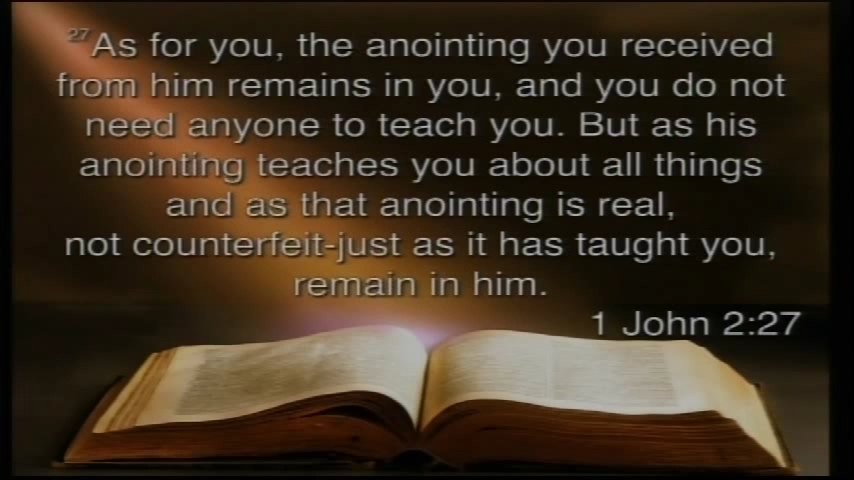 27As for you, the anointing you received
from him remains in you, and you do not
need anyone to teach you. But as his
anointing teaches you about all things
and as that anointing is real,
not counterfeit-just as it has taught you,
remain in him.
1 John 2:27